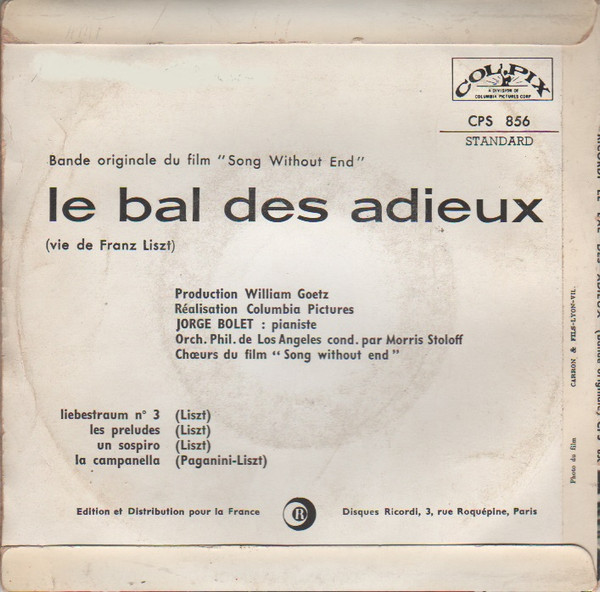 COLPIX
A DIVISION OF
COLUMBIA PICTURES CORP
CPS 856
STANDARD
Bande originale du film "Song Without End"
le bal des adieux
(vie de Franz Liszt)
Production William Goetz
Réalisation Columbia Pictures
JORGE BOLET : pianiste
Orch. Phil. de Los Angeles cond. par Morris Stoloff
Chœurs du film "Song without end"
liebestraum n° 3 (Liszt)
les preludes (Liszt)
un sospiro (Liszt)
la campanella (Paganini-Liszt)
Edition et Distribution pour la France
R
Disques Ricordi, 3, rue Roquépine, Paris
Photo du film
CARRON & FILS-LYON-VIL.